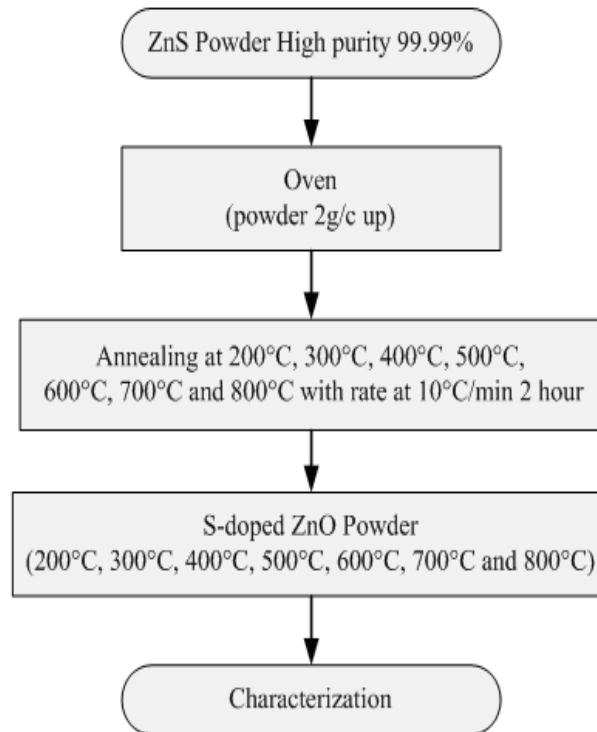 ZnS Powder High purity 99.99%
Oven
(powder 2g/c up)
Annealing at 200°C, 300°C, 400°C, 500°C,
600°C, 700°C and 800°C with rate at 10°C/min 2 hour
S-doped ZnO Powder
(200°C, 300°C, 400°C, 500°C, 600°C, 700°C and 800°C)
Characterization